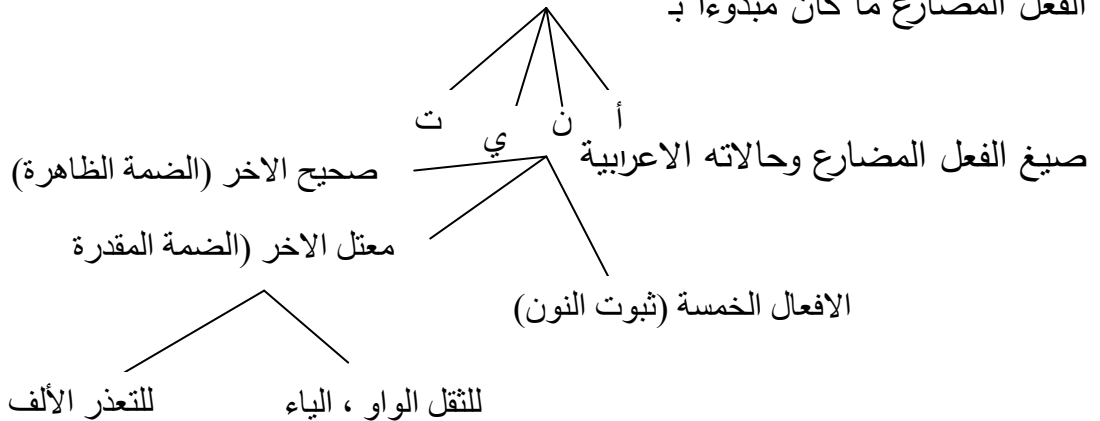 الفعل المضارع ما كان مبدوءا بـ
أ ن ي ت
صيغ الفعل المضارع وحالاته الاعرابية
صحيح الاخر (الضمة الظاهرة)
معتل الاخر (الضمة المقدرة
الافعال الخمسة (ثبوت النون)
للثقل الواو ، الياء
للتعذر الألف